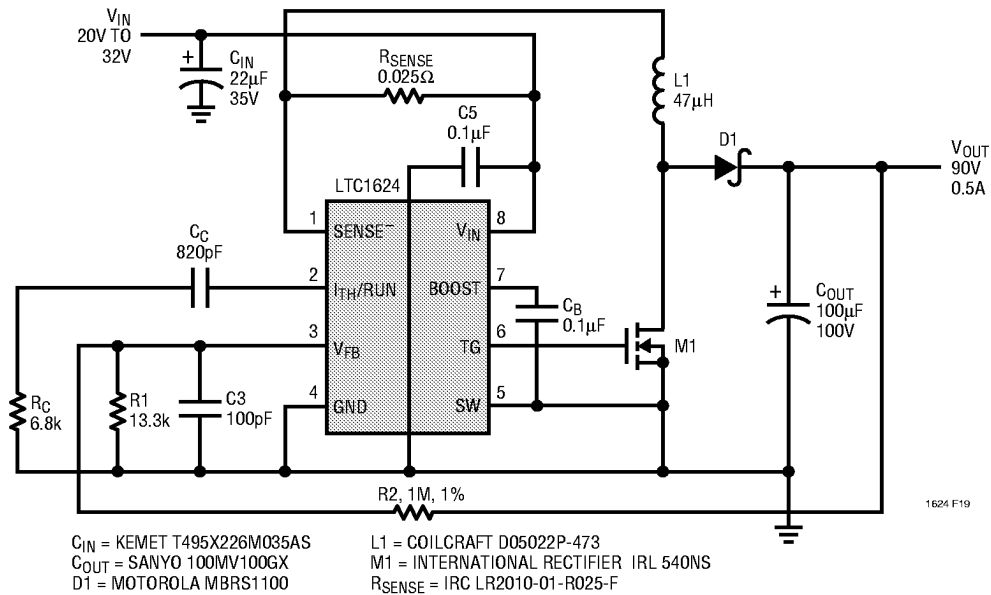 VIN
20V TO
32V
+
CIN
22µF
35V
RSENSE
0.025Ω
C5
0.1µF
L1
47µH
D1
VOUT
90V
0.5A
LTC1624
1
SENSE–
8
VIN
CC
820pF
2
ITH/RUN
7
BOOST
CB
0.1µF
3
VFB
6
TG
M1
+
COUT
100µF
100V
RC
6.8k
R1
13.3k
C3
100pF
4
GND
5
SW
R2, 1M, 1%
1624 F19
CIN = KEMET T495X226M035AS
COUT = SANYO 100MV100GX
D1 = MOTOROLA MBRS1100
L1 = COILCRAFT D05022P-473
M1 = INTERNATIONAL RECTIFIER IRL 540NS
RSENSE = IRC LR2010-01-R025-F